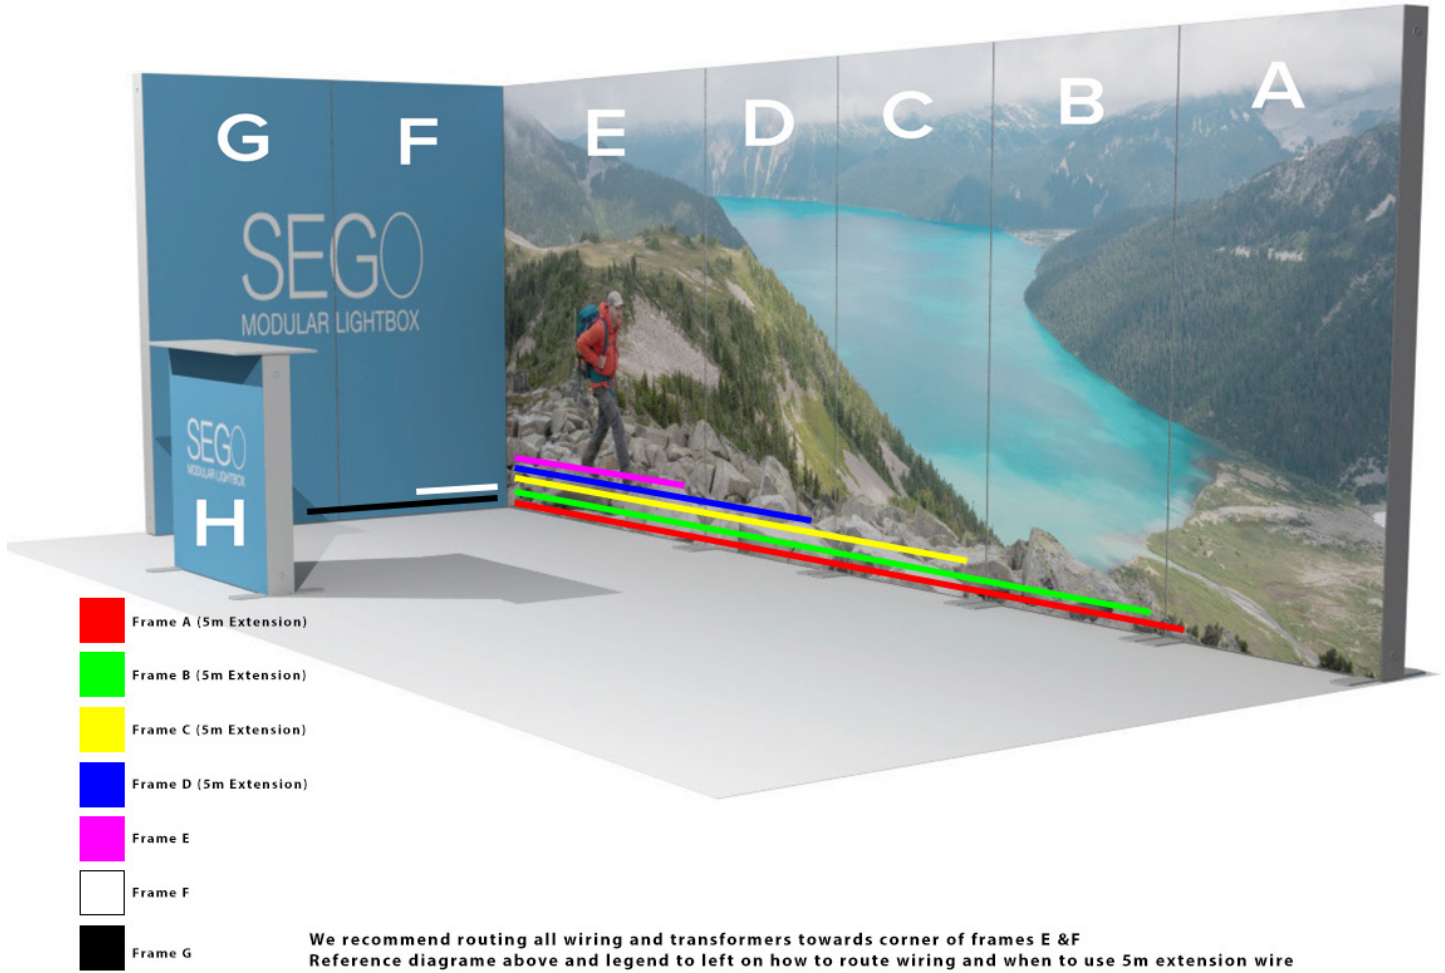 G
F
E
D
C
B
A
SEGO
MODULAR LIGHTBOX
SEGO
MODULAR LIGHTBOX
H
Frame A (5m Extension)
Frame B (5m Extension)
Frame C (5m Extension)
Frame D (5m Extension)
Frame E
Frame F
Frame G
We recommend routing all wiring and transformers towards corner of frames E &F
Reference diagrame above and legend to left on how to route wiring and when to use 5m extension wire